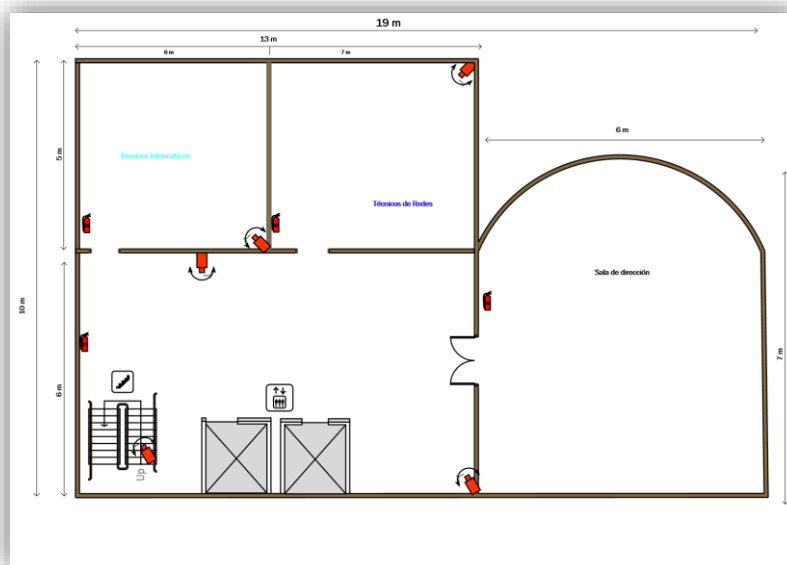 19 m
13 m
6 m
7 m
6 m
5 m
Técnicos Informáticos
Técnicos de Redes
Sala de dirección
10 m
6 m
7 m
Up